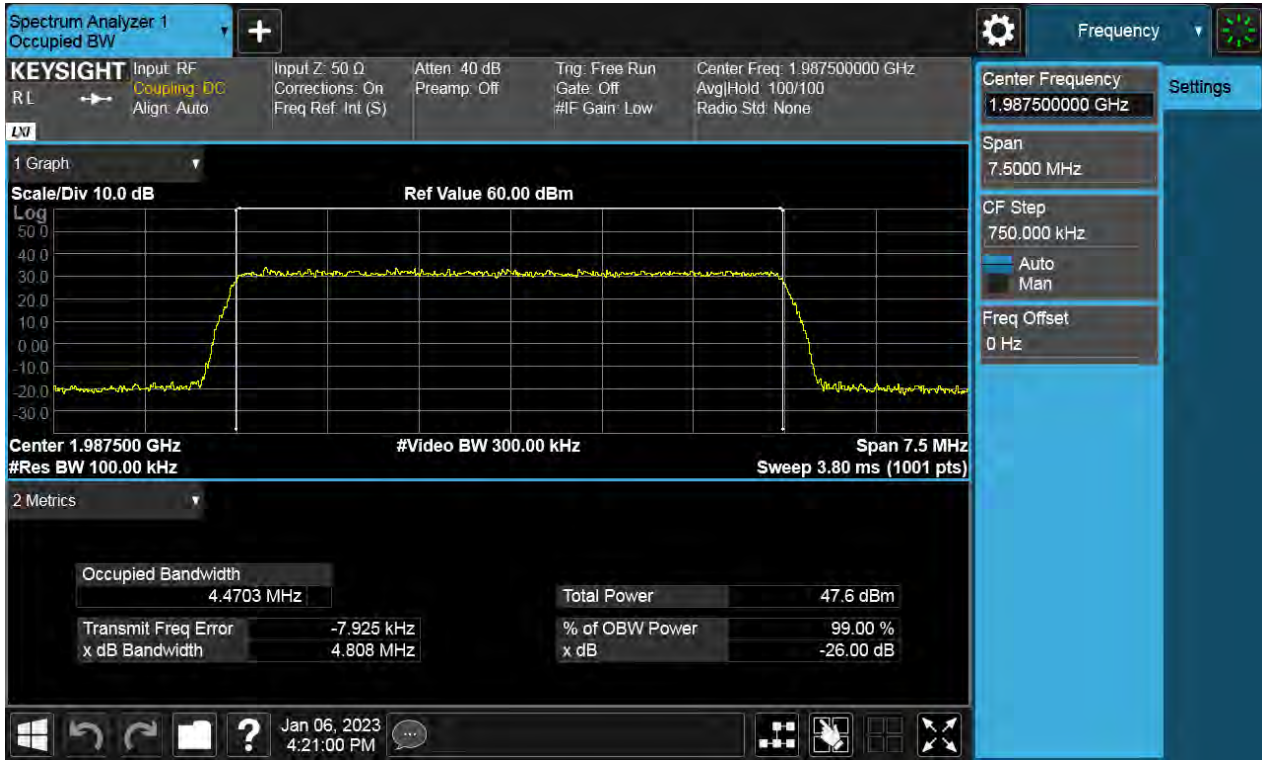 Spectrum Analyzer 1
Occupied BW
+
Frequency
KEYSIGHT
R L
LXI
Input: RF
Coupling: DC
Align: Auto
Input Z: 50 Ω
Corrections: On
Freq Ref: Int (S)
Atten: 40 dB
Preamp: Off
Trig: Free Run
Gate: Off
#IF Gain: Low
Center Freq: 1.987500000 GHz
Avg|Hold: 100/100
Radio Std: None
Center Frequency
1.987500000 GHz
Settings
Span
7.5000 MHz
CF Step
750.000 kHz
Auto
Man
Freq Offset
0 Hz
1 Graph
Scale/Div 10.0 dB
Ref Value 60.00 dBm
Log
50.0
40.0
30.0
20.0
10.0
0.00
-10.0
-20.0
-30.0
Center 1.987500 GHz
#Video BW 300.00 kHz
Span 7.5 MHz
#Res BW 100.00 kHz
Sweep 3.80 ms (1001 pts)
2 Metrics
Occupied Bandwidth
4.4703 MHz
Total Power 47.6 dBm
Transmit Freq Error -7.925 kHz
% of OBW Power 99.00 %
x dB Bandwidth 4.808 MHz
x dB -26.00 dB
?
Jan 06, 2023
4:21:00 PM